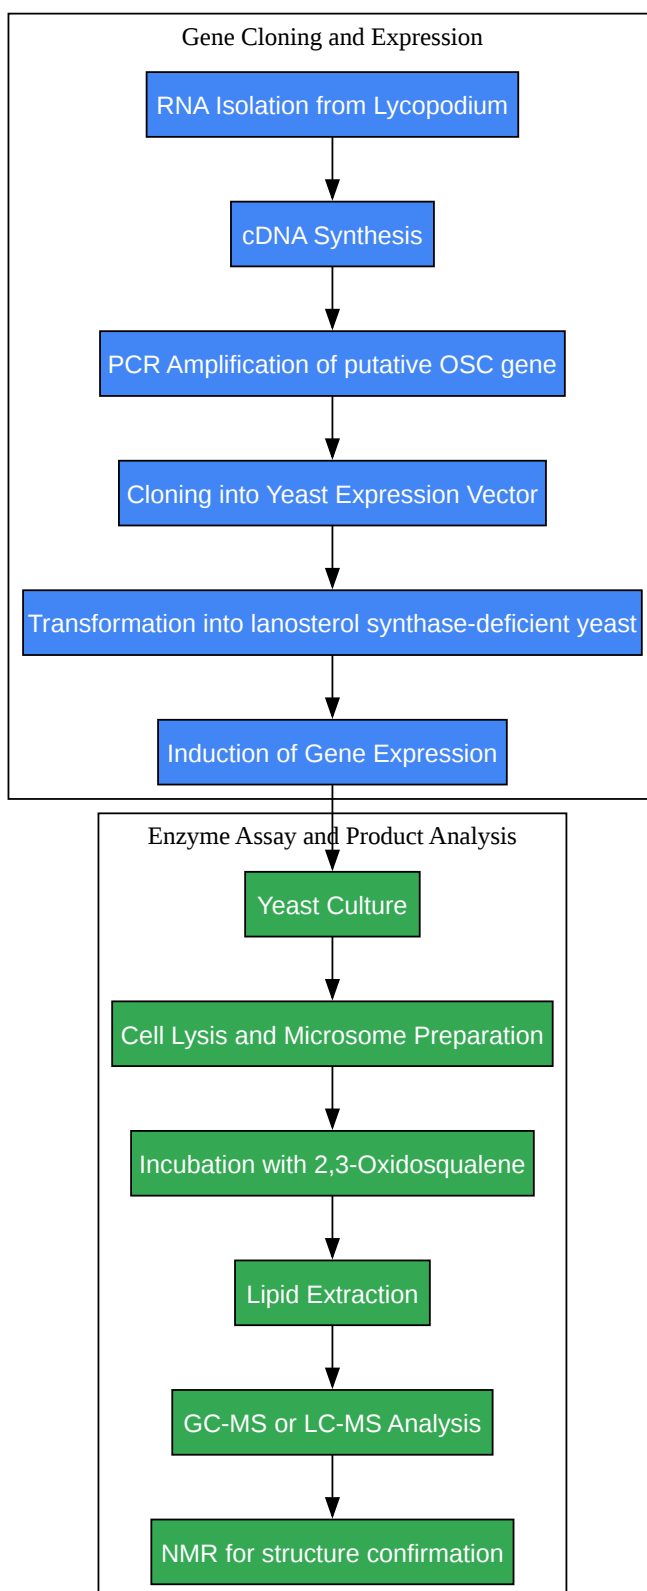 Gene Cloning and Expression
RNA Isolation from Lycopodium
cDNA Synthesis
PCR Amplification of putative OSC gene
Cloning into Yeast Expression Vector
Transformation into lanosterol synthase-deficient yeast
Induction of Gene Expression
Enzyme Assay and Product Analysis
Yeast Culture
Cell Lysis and Microsome Preparation
Incubation with 2,3-Oxidosqualene
Lipid Extraction
GC-MS or LC-MS Analysis
NMR for structure confirmation